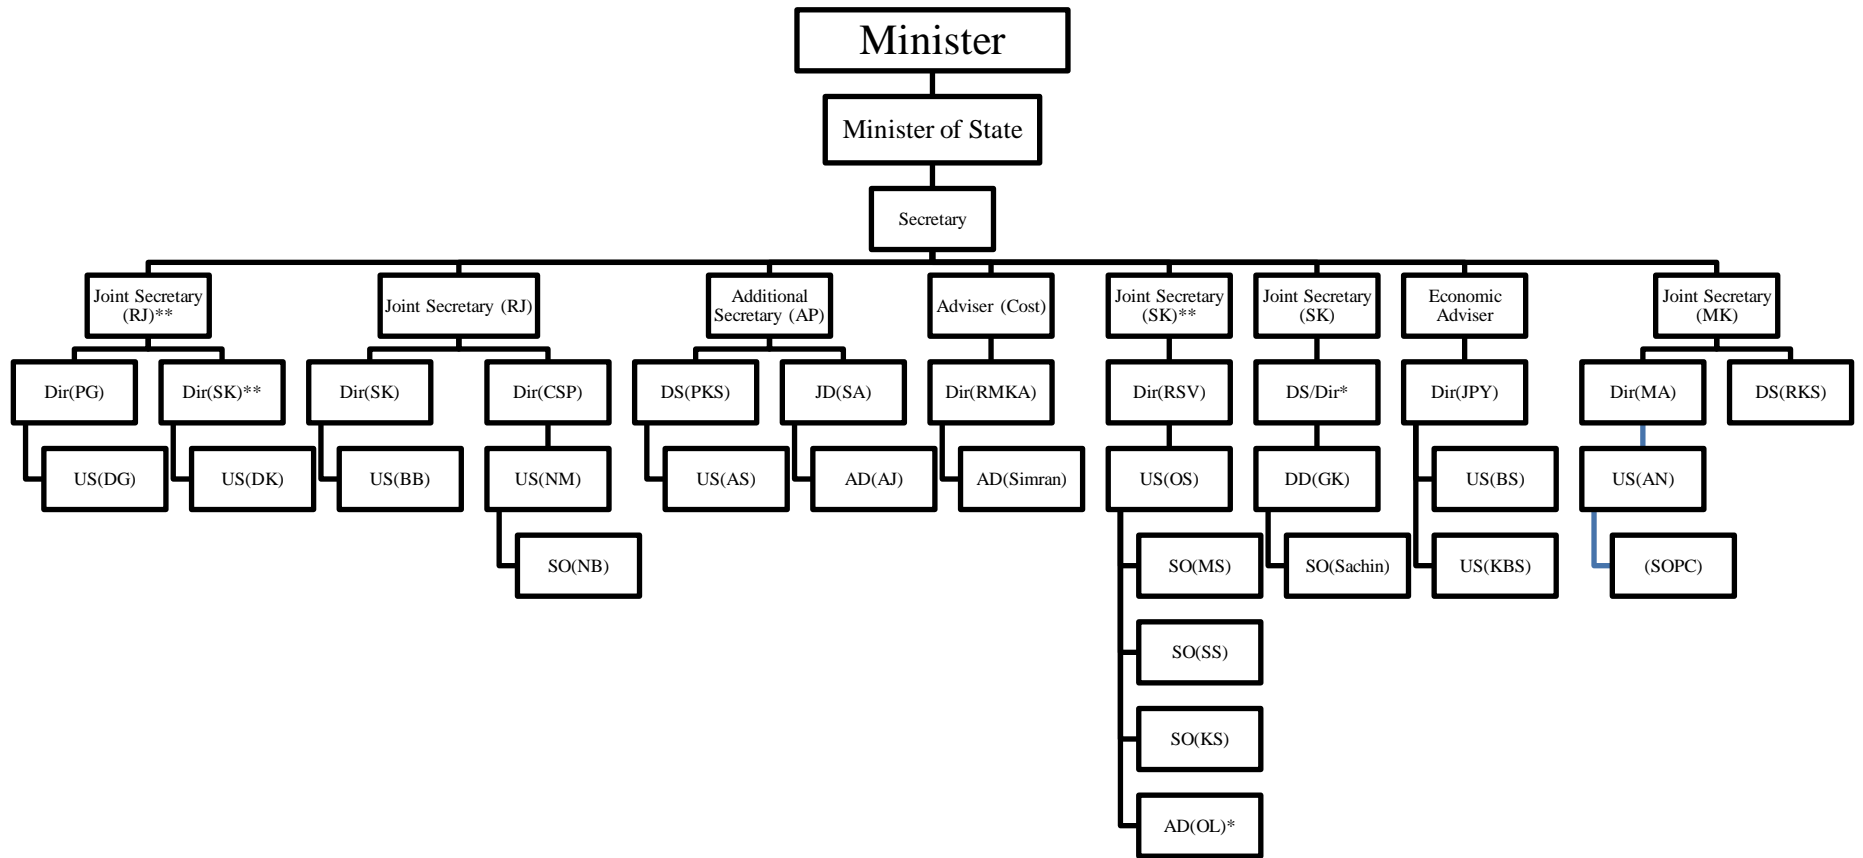 Minister
Minister of State
Secretary
Joint Secretary
(RJ)**
Joint Secretary (RJ)
Additional
Secretary (AP)
Adviser (Cost)
Joint Secretary
(SK)**
Joint Secretary
(SK)
Economic
Adviser
Joint Secretary
(MK)
Dir(PG)
Dir(SK)**
Dir(SK)
Dir(CSP)
DS(PKS)
JD(SA)
Dir(RMKA)
Dir(RSV)
DS/Dir*
Dir(JPY)
Dir(MA)
DS(RKS)
US(DG)
US(DK)
US(BB)
US(NM)
US(AS)
AD(AJ)
AD(Simran)
US(OS)
DD(GK)
US(BS)
US(AN)
SO(NB)
SO(MS)
SO(Sachin)
US(KBS)
(SOPC)
SO(SS)
SO(KS)
AD(OL)*